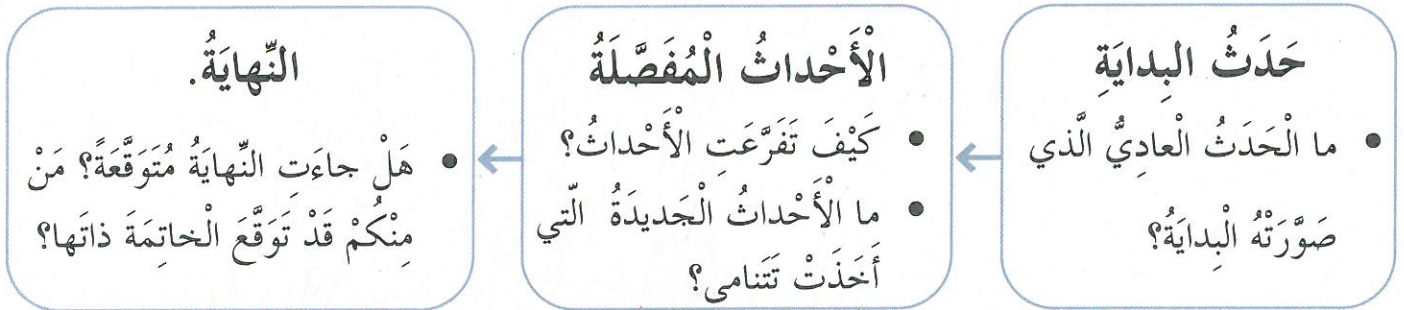 حَدَثُ البِدايَةِ
• ما الْحَدَثُ الْعادِيُّ الَّذي
صَوَّرَتْهُ الْبِدايَةُ؟
الْأَحْداثُ الْمُفَصَّلَةُ
• كَيْفَ تَفَرَّعَتِ الْأَحْداثُ؟
• ما الْأَحْداثُ الْجَديدَةُ الّتي
أَخَذَتْ تَتَنامى؟
النِّهايَةُ.
• هَلْ جاءَتِ النِّهايَةُ مُتَوَقَّعَةً؟ مَنْ
مِنْكُمْ قَدْ تَوَقَّعَ الْخاتِمَةَ ذاتَها؟